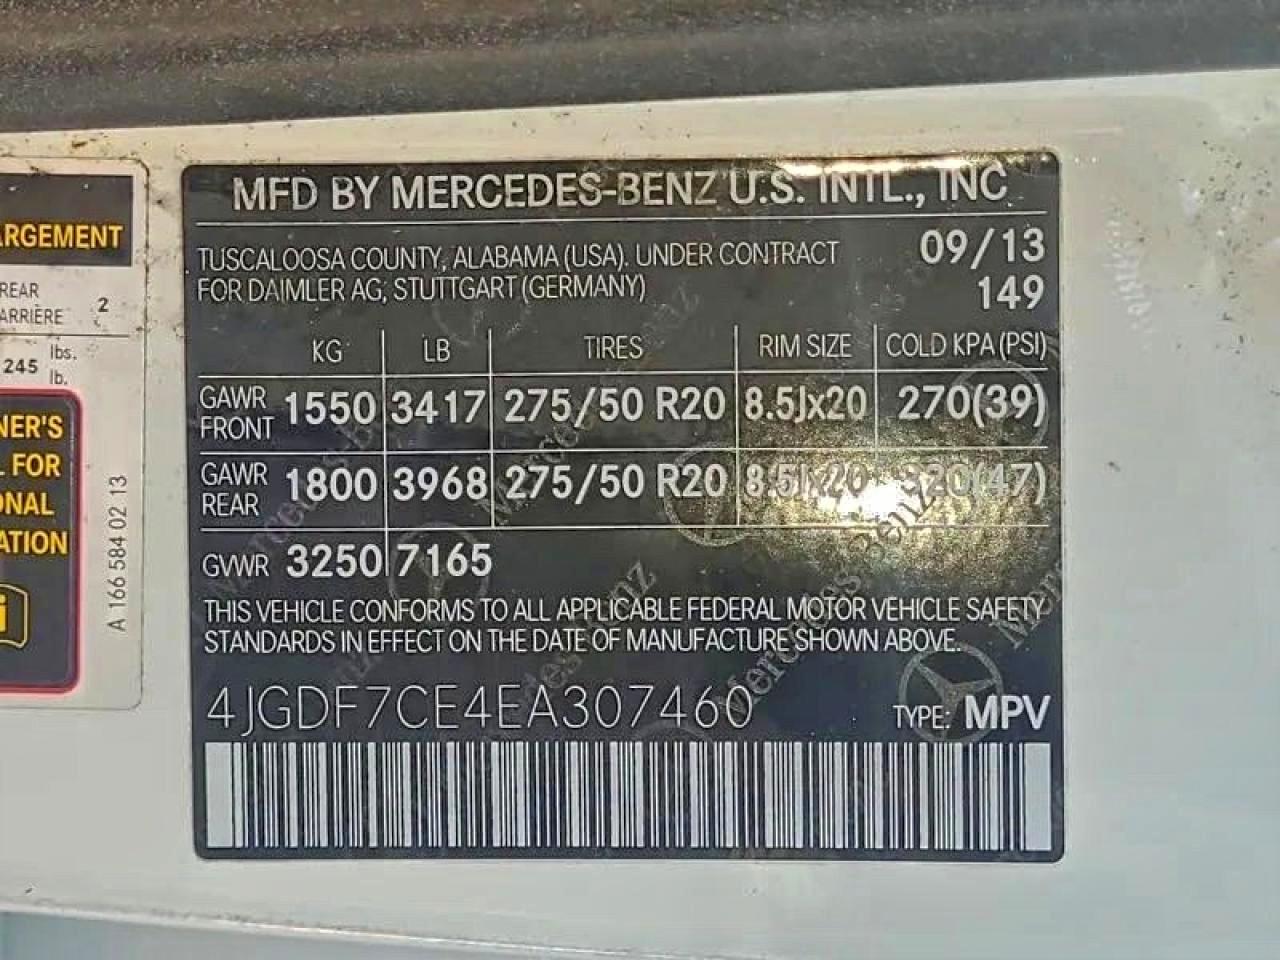 ARGEMENT
REAR
ARRIÈRE 2
245 lbs.
lb.
NER'S
L FOR
ONAL
ATION
A 166 584 02 13
MFD BY MERCEDES-BENZ U.S. INTL., INC
TUSCALOOSA COUNTY, ALABAMA (USA). UNDER CONTRACT 09/13
FOR DAIMLER AG, STUTTGART (GERMANY) 149
KG LB TIRES RIM SIZE COLD KPA (PSI)
GAWR FRONT 1550 3417 275/50 R20 8.5Jx20 270(39)
GAWR REAR 1800 3968 275/50 R20 8.5Jx20 320(47)
GVWR 3250 7165
THIS VEHICLE CONFORMS TO ALL APPLICABLE FEDERAL MOTOR VEHICLE SAFETY
STANDARDS IN EFFECT ON THE DATE OF MANUFACTURE SHOWN ABOVE.
4JGDF7CE4EA307460 TYPE: MPV